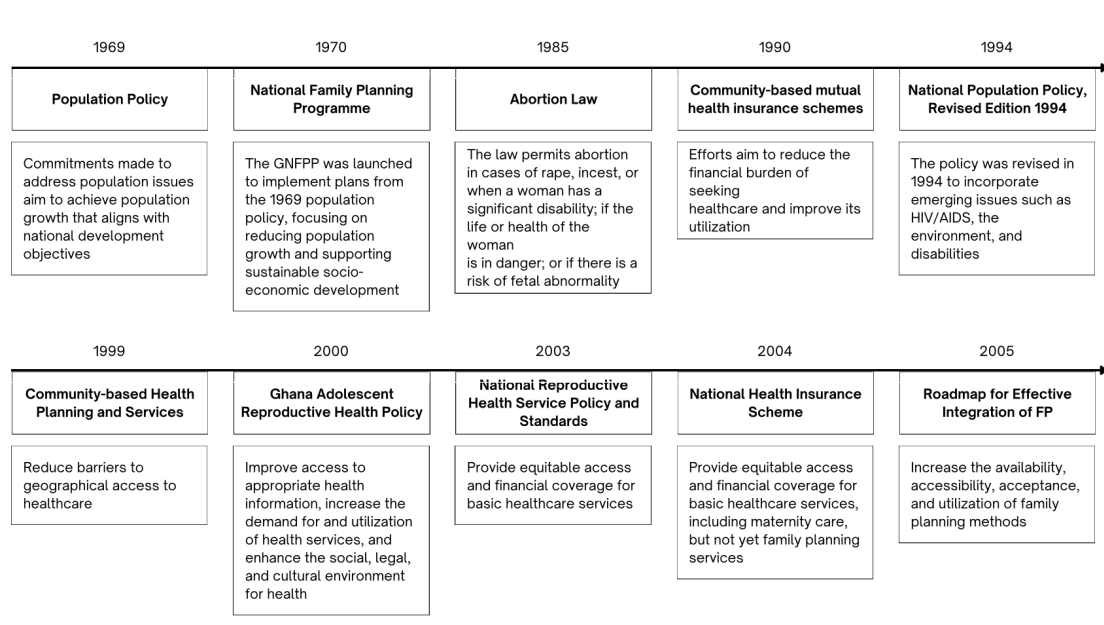 1969
1970
1985
1990
1994
Population Policy
National Family Planning
Programme
Abortion Law
Community-based mutual
health insurance schemes
National Population Policy,
Revised Edition 1994
Commitments made to
address population issues
aim to achieve population
growth that aligns with
national development
objectives
The GNFPP was launched
to implement plans from
the 1969 population
policy, focusing on
reducing population
growth and supporting
sustainable socio-
economic development
The law permits abortion
in cases of rape, incest, or
when a woman has a
significant disability; if the
life or health of the
woman
is in danger; or if there is a
risk of fetal abnormality
Efforts aim to reduce the
financial burden of
seeking
healthcare and improve its
utilization
The policy was revised in
1994 to incorporate
emerging issues such as
HIV/AIDS, the
environment, and
disabilities
1999
2000
2003
2004
2005
Community-based Health
Planning and Services
Ghana Adolescent
Reproductive Health Policy
National Reproductive
Health Service Policy and
Standards
National Health Insurance
Scheme
Roadmap for Effective
Integration of FP
Reduce barriers to
geographical access to
healthcare
Improve access to
appropriate health
information, increase the
demand for and utilization
of health services, and
enhance the social, legal,
and cultural environment
for health
Provide equitable access
and financial coverage for
basic healthcare services
Provide equitable access
and financial coverage for
basic healthcare services,
including maternity care,
but not yet family planning
services
Increase the availability,
accessibility, acceptance,
and utilization of family
planning methods